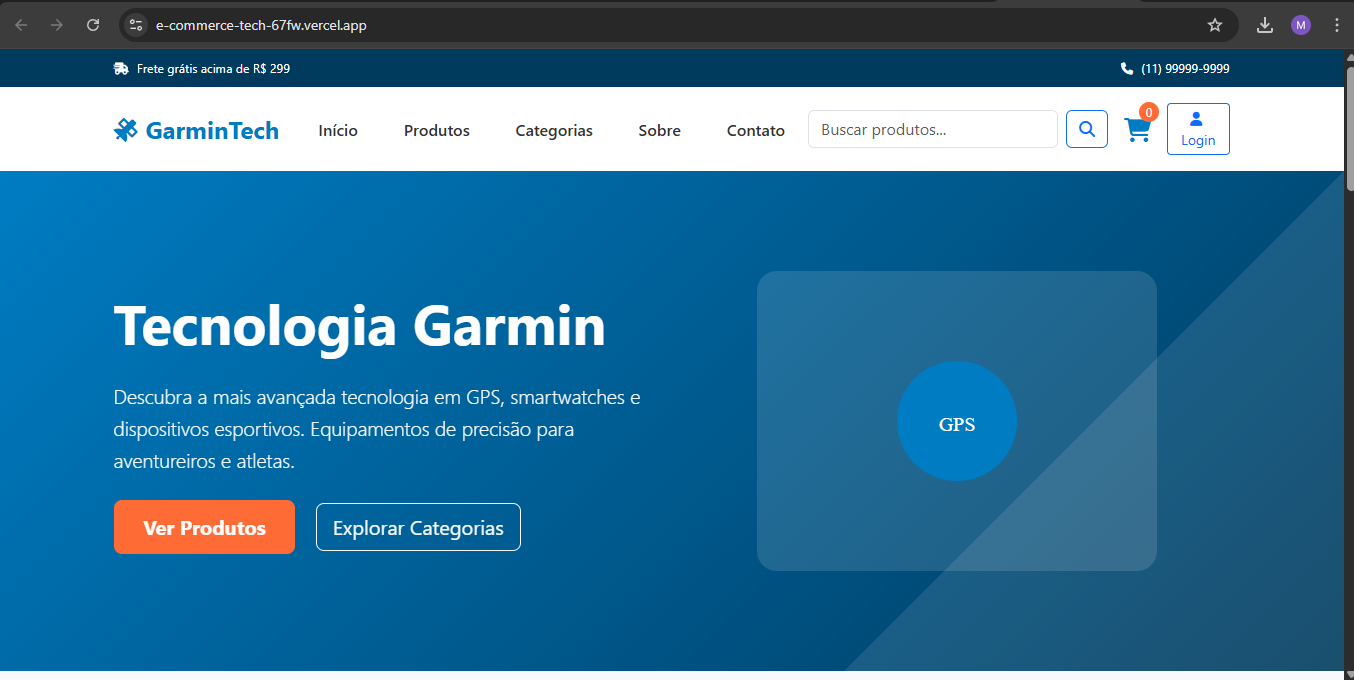 e-commerce-tech-67fw.vercel.app
M
Frete grátis acima de R$ 299
(11) 99999-9999
GarminTech
Início
Produtos
Categorias
Sobre
Contato
Buscar produtos...
0
Login
Tecnologia Garmin
Descubra a mais avançada tecnologia em GPS, smartwatches e
dispositivos esportivos. Equipamentos de precisão para
aventureiros e atletas.
Ver Produtos
Explorar Categorias
GPS